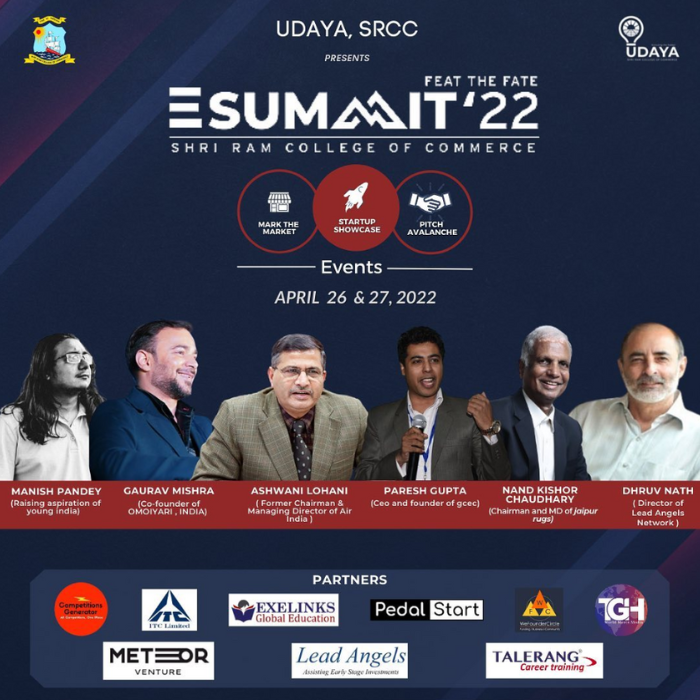 UDAYA, SRCC
PRESENTS
UDAYA
FEAT THE FATE
ESUMMIT‘22
SHRI RAM COLLEGE OF COMMERCE
MARK THE
MARKET
STARTUP
SHOWCASE
PITCH
AVALANCHE
Events
APRIL 26 & 27, 2022
MANISH PANDEY
(Raising aspiration of
young india)
GAURAV MISHRA
(Co-founder of
OMOIYARI , INDIA)
ASHWANI LOHANI
( Former Chairman &
Managing Director of Air
India )
PARESH GUPTA
(Ceo and founder of gcec)
NAND KISHOR
CHAUDHARY
(Chairman and MD of jaipur
rugs)
DHRUV NATH
( Director of
Lead Angels
Network )
PARTNERS
Competitions
Generator
ITC Limited
EXELINKS
Global Education
Pedal Start
WFC
WeFounderCircle
TGH
METEOR
VENTURE
Lead Angels
Assisting Early Stage Investments
TALERANG
Career training